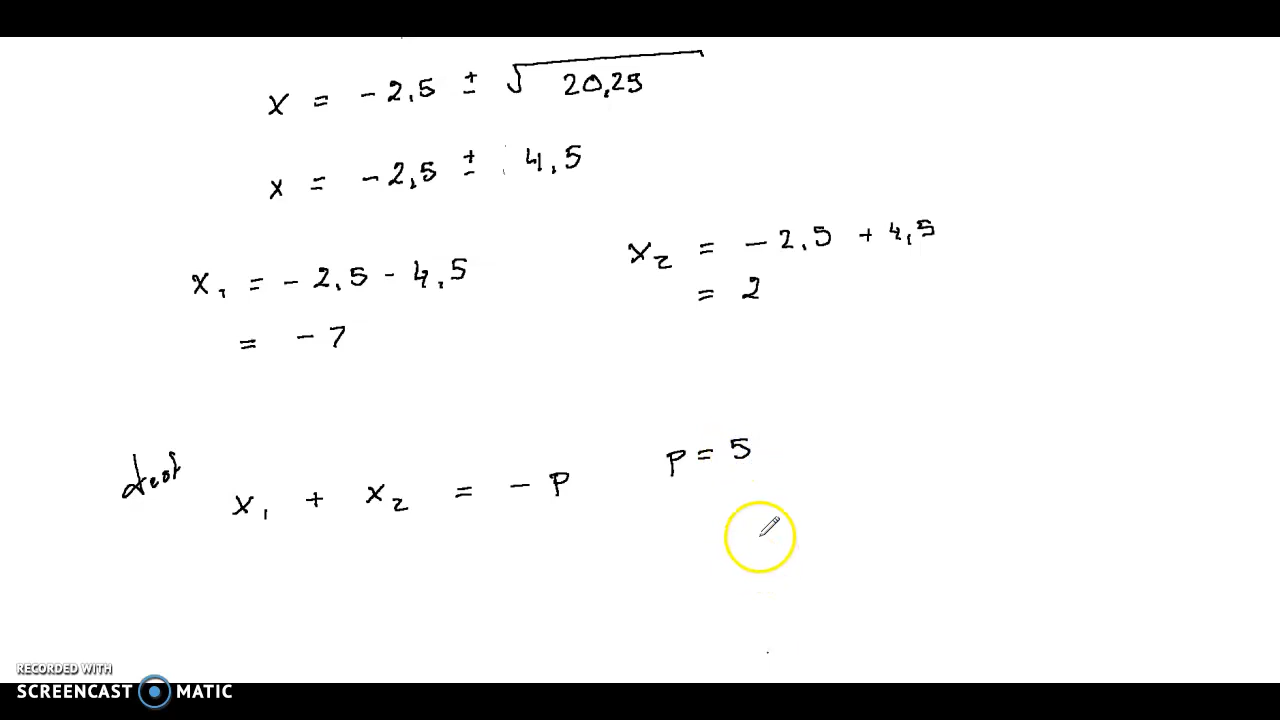 x = -2,5 ± √20,25
x = -2,5 ± 4,5
x₁ = -2,5 - 4,5
= -7
x₂ = -2,5 + 4,5
= 2
x₁ + x₂ = -P
P = 5
RECORDED WITH
SCREENCAST MATIC